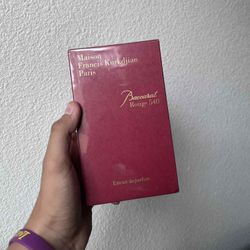 Maison
Francis Kurkdjian
Paris
Baccarat
Rouge 540
Extrait de parfum